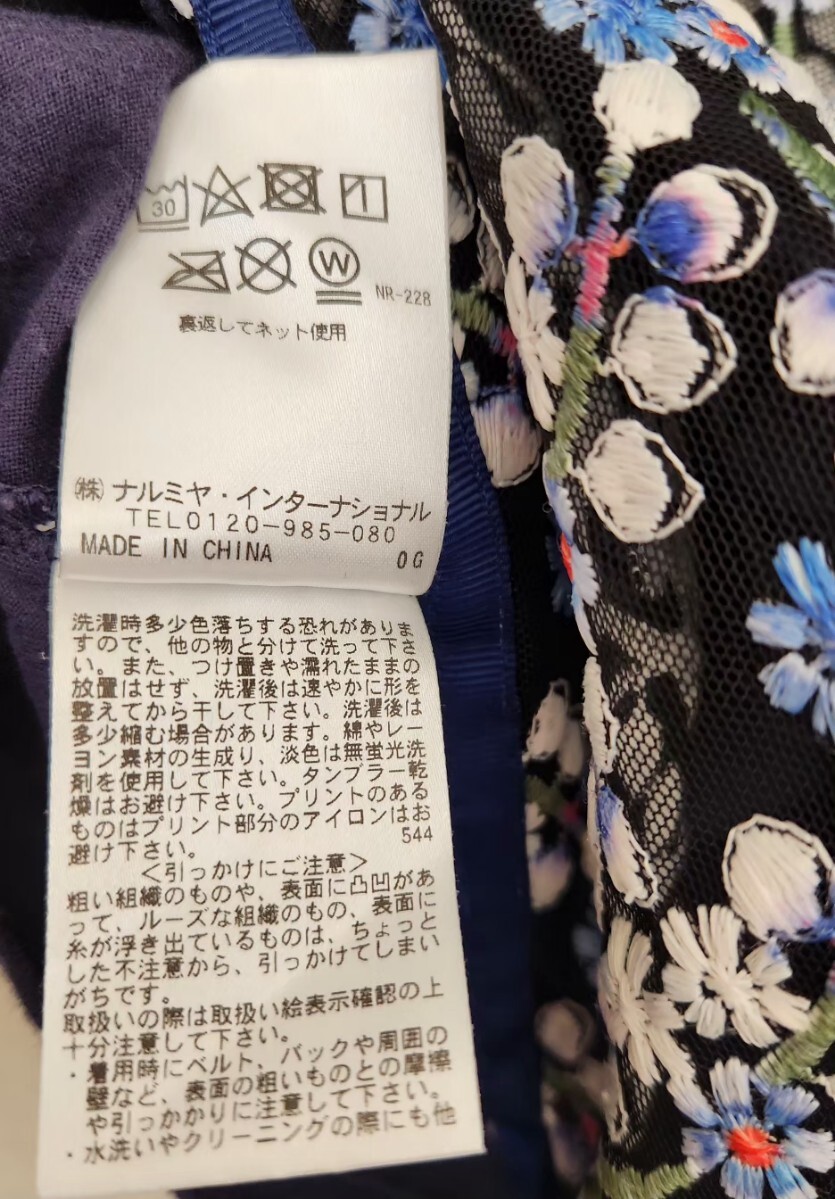 30
W
NR-228
裏返してネット使用
㈱ ナルミヤ・インターナショナル
TEL0120-985-080
MADE IN CHINA
0G
洗濯時多少色落ちする恐れがありま
すので、他の物と分けて洗って下さ
い。また、つけ置きや濡れたままの
放置はせず、洗濯後は速やかに形を
整えてから干して下さい。洗濯後は
多少縮む場合があります。綿やレー
ヨン素材の生成り、淡色は無蛍光洗
剤を使用して下さい。タンブラー乾
燥はお避け下さい。プリントのある
ものはプリント部分のアイロンはお
避け下さい。
544
<引っかけにご注意>
粗い組織のものや、表面に凸凹があ
って、ルーズな組織のもの、表面に
糸が浮き出ているものは、ちょっと
した不注意から、引っかけてしまい
がちです。
取扱いの際は取扱い絵表示確認の上
十分注意して下さい。
・着用時にベルト、バックや周囲の
壁など、表面の粗いものとの摩擦
や引っかかりに注意して下さい。
・水洗いやクリーニングの際にも他